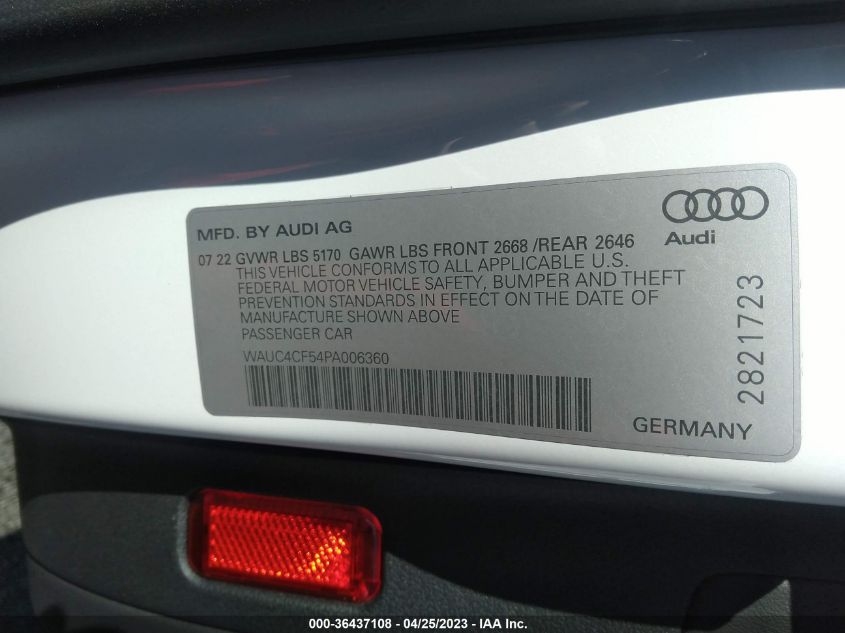 MFD. BY AUDI AG
Audi
07 22 GVWR LBS 5170 GAWR LBS FRONT 2668 /REAR 2646
THIS VEHICLE CONFORMS TO ALL APPLICABLE U.S.
FEDERAL MOTOR VEHICLE SAFETY, BUMPER AND THEFT
PREVENTION STANDARDS IN EFFECT ON THE DATE OF
MANUFACTURE SHOWN ABOVE
PASSENGER CAR
WAUC4CF54PA006360
2821723
GERMANY
000-36437108 - 04/25/2023 - IAA Inc.